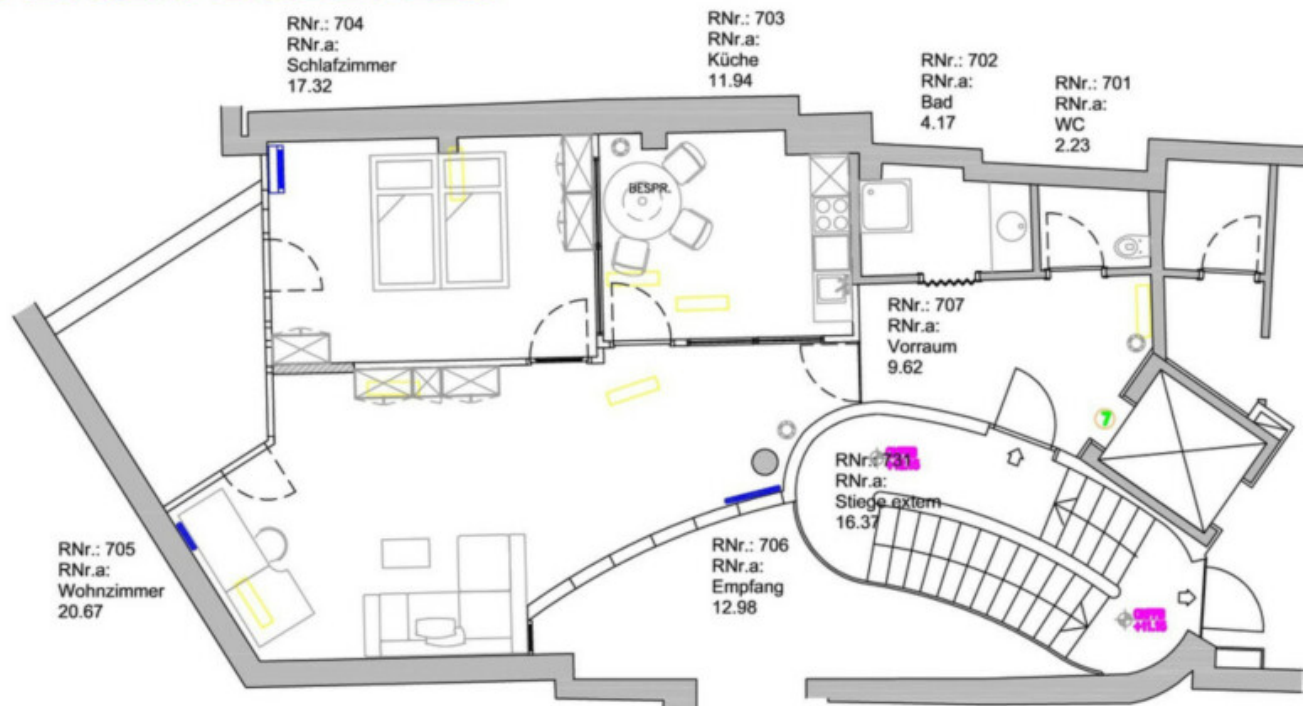 RNr.: 704
RNr.a:
Schlafzimmer
17.32
RNr.: 703
RNr.a:
Küche
11.94
RNr.: 702
RNr.a:
Bad
4.17
RNr.: 701
RNr.a:
WC
2.23
BESPR.
RNr.: 707
RNr.a:
Vorraum
9.62
7
RNr.: 731
RNr.a:
Stiege extern
16.37
RNr.: 705
RNr.a:
Wohnzimmer
20.67
RNr.: 706
RNr.a:
Empfang
12.98